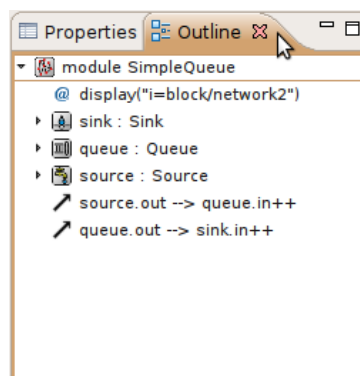 Properties Outline
module SimpleQueue
@ display("i=block/network2")
sink : Sink
queue : Queue
source : Source
source.out --> queue.in++
queue.out --> sink.in++